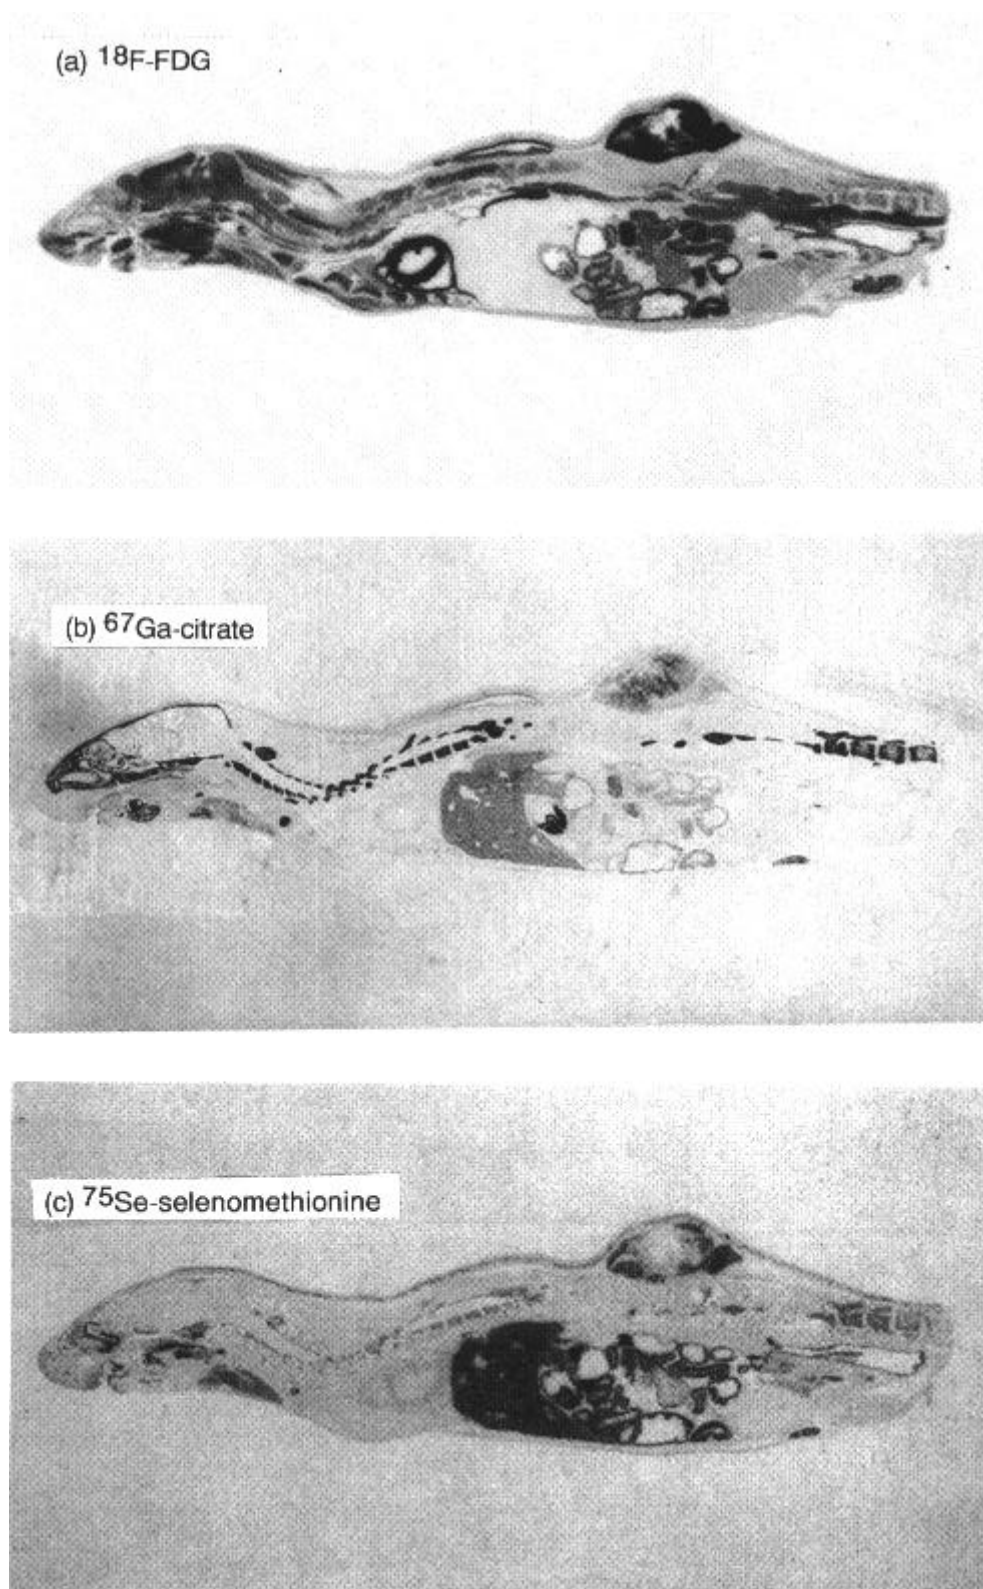 (a) ¹⁸F-FDG
(b) ⁶⁷Ga-citrate
(c) ⁷⁵Se-selenomethionine